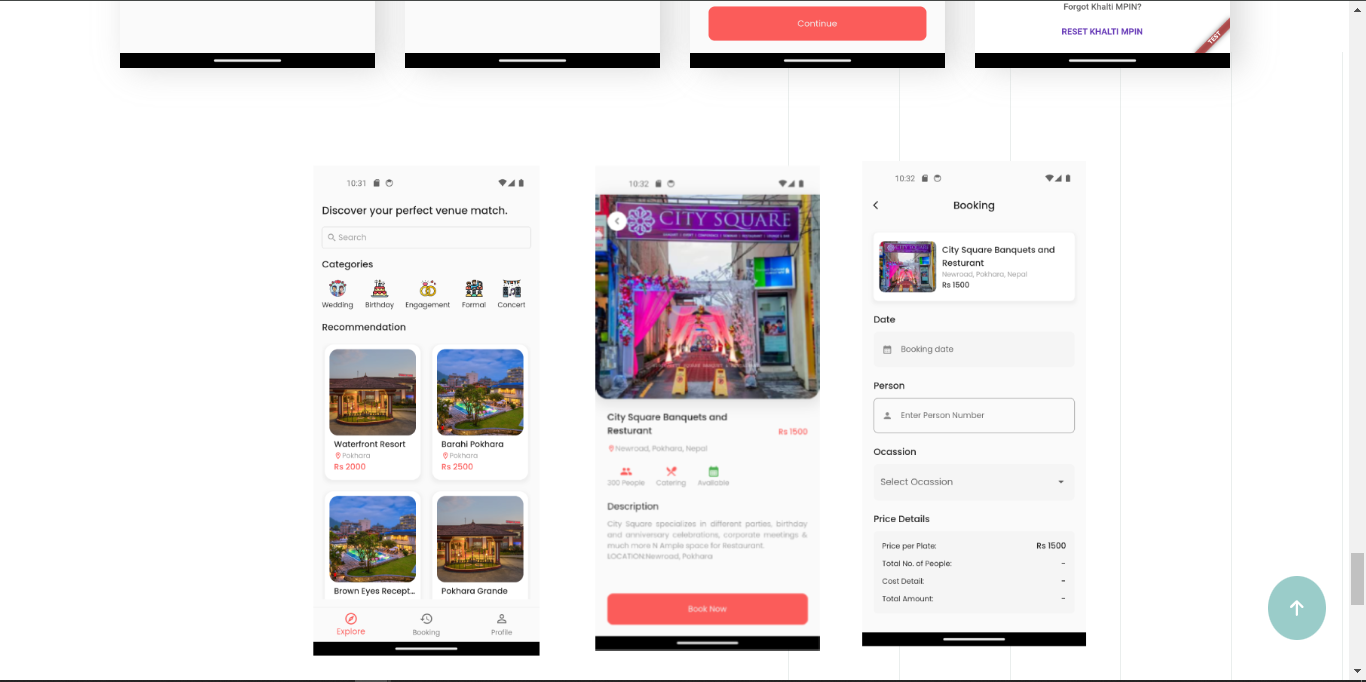 Continue
Forgot Khalti MPIN?
RESET KHALTI MPIN
TEST
10:31
Discover your perfect venue match.
Search
Categories
Wedding
Birthday
Engagement
Formal
Concert
Recommendation
Waterfront Resort
Pokhara
Rs 2000
Barahi Pokhara
Pokhara
Rs 2500
Brown Eyes Recept...
Pokhara Grande
Explore
Booking
Profile
10:32
CITY SQUARE
City Square Banquets and
Resturant
Rs 1500
Newroad, Pokhara, Nepal
300 People
Catering
Available
Description
City Square specializes in different parties, birthday
and anniversary celebrations, corporate meetings &
much more N Ample space for Restaurant.
LOCATION:Newroad, Pokhara
Book Now
10:32
Booking
City Square Banquets and
Resturant
Newroad, Pokhara, Nepal
Rs 1500
Date
Booking date
Person
Enter Person Number
Ocassion
Select Ocassion
Price Details
Price per Plate: Rs 1500
Total No. of People: -
Cost Detail: -
Total Amount: -